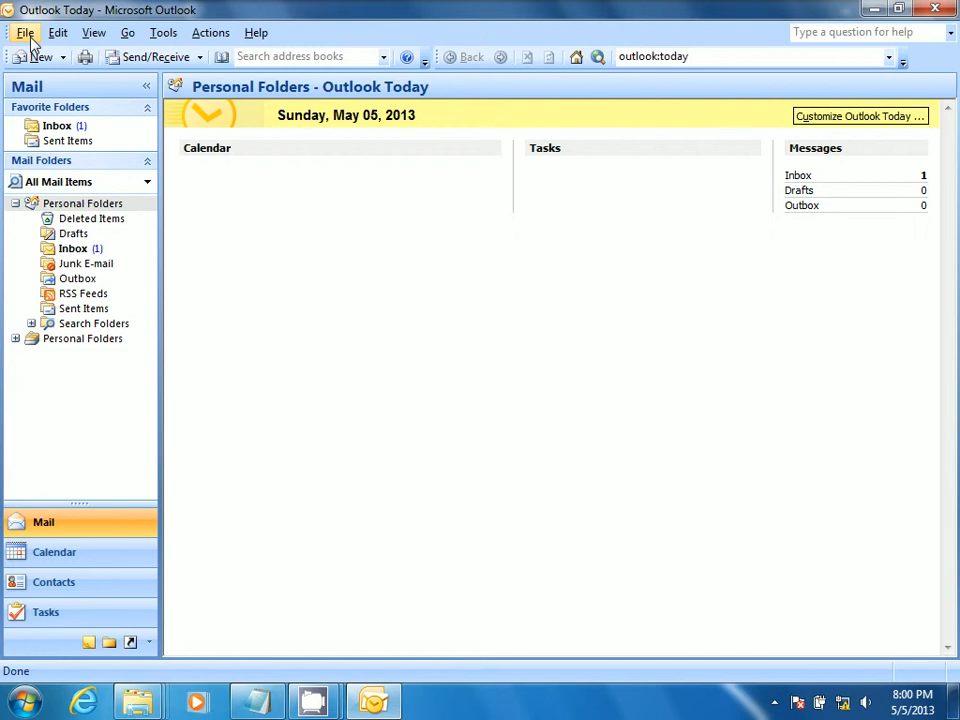 Outlook Today - Microsoft Outlook
File Edit View Go Tools Actions Help
Type a question for help
New
Send/Receive
Search address books
Back
outlook:today
Mail
Personal Folders - Outlook Today
Favorite Folders
Inbox (1)
Sent Items
Mail Folders
All Mail Items
Personal Folders
Deleted Items
Drafts
Inbox (1)
Junk E-mail
Outbox
RSS Feeds
Sent Items
Search Folders
Personal Folders
Sunday, May 05, 2013
Customize Outlook Today ...
Calendar
Tasks
Messages
Inbox 1
Drafts 0
Outbox 0
Mail
Calendar
Contacts
Tasks
Done
8:00 PM
5/5/2013